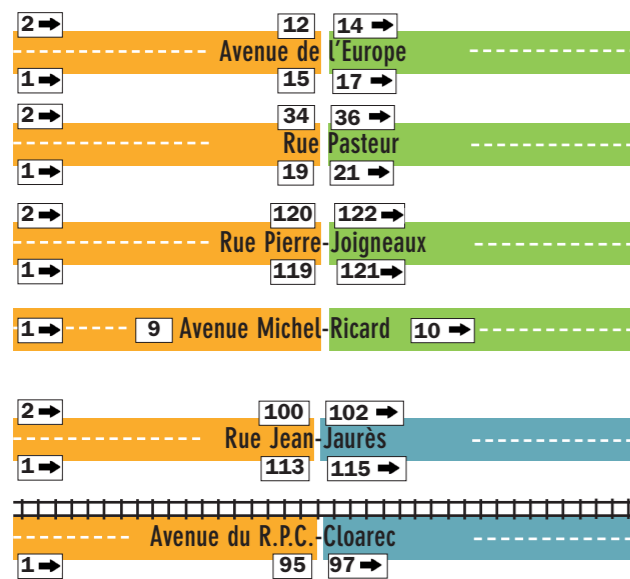 2 ➡ 12 14 ➡
Avenue de l'Europe
1 ➡ 15 17 ➡
2 ➡ 34 36 ➡
Rue Pasteur
1 ➡ 19 21 ➡
2 ➡ 120 122 ➡
Rue Pierre-Joigneaux
1 ➡ 119 121 ➡
1 ➡ 9 Avenue Michel-Ricard 10 ➡
2 ➡ 100 102 ➡
Rue Jean-Jaurès
1 ➡ 113 115 ➡
Avenue du R.P.C.-Cloarec
1 ➡ 95 97 ➡